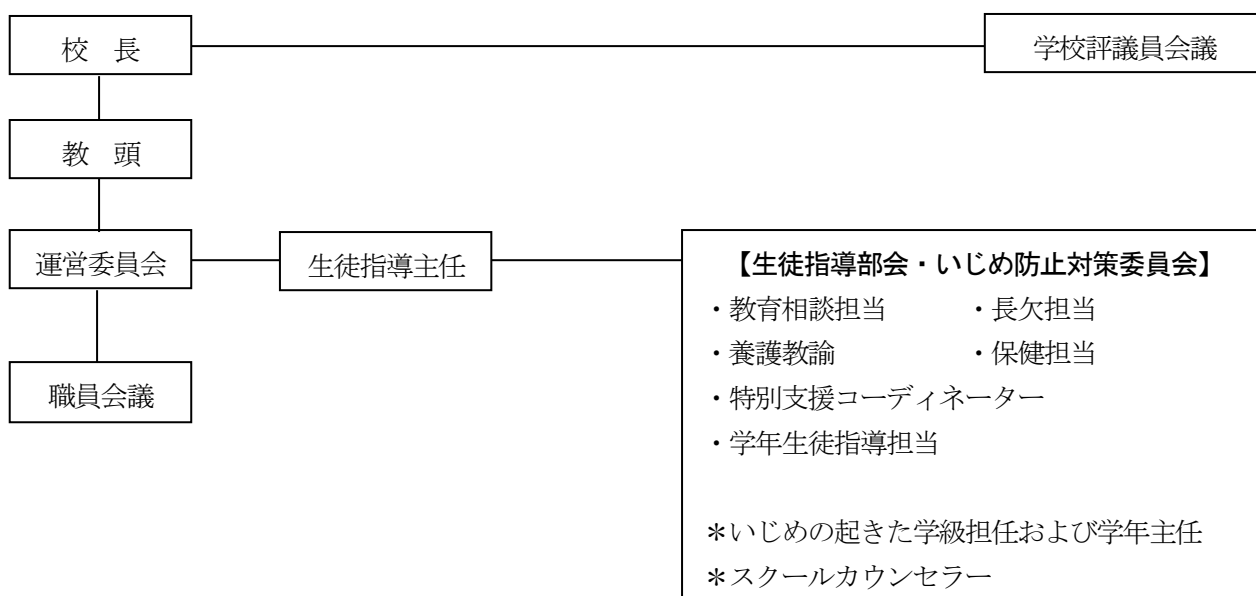 校　長
学校評議員会議
教　頭
運営委員会
生徒指導主任
職員会議
【生徒指導部会・いじめ防止対策委員会】
・教育相談担当　　　・長欠担当
・養護教諭　　　　　・保健担当
・特別支援コーディネーター
・学年生徒指導担当
＊いじめの起きた学級担任および学年主任
＊スクールカウンセラー